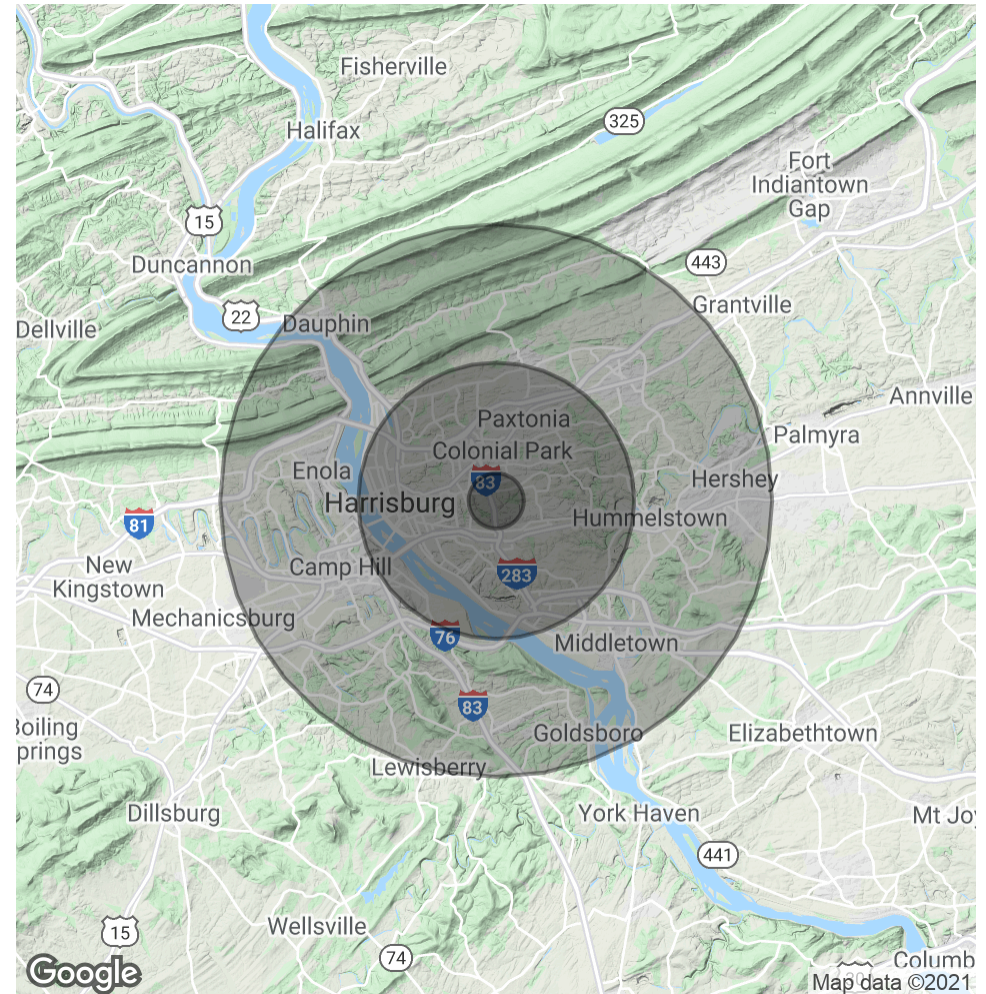 Fisherville
325
Halifax
Fort
Indiantown
Gap
15
Duncannon
443
Grantville
22
Dauphin
Dellville
Annville
Paxtonia
Palmyra
Colonial Park
Enola
83
Hershey
Harrisburg
Hummelstown
81
New
Kingstown
Camp Hill
283
Mechanicsburg
76
Middletown
74
83
Boiling
prings
Goldsboro
Elizabethtown
Lewisberry
Dillsburg
York Haven
Mt Joy
441
Wellsville
15
74
Columb
Google
Map data ©2021